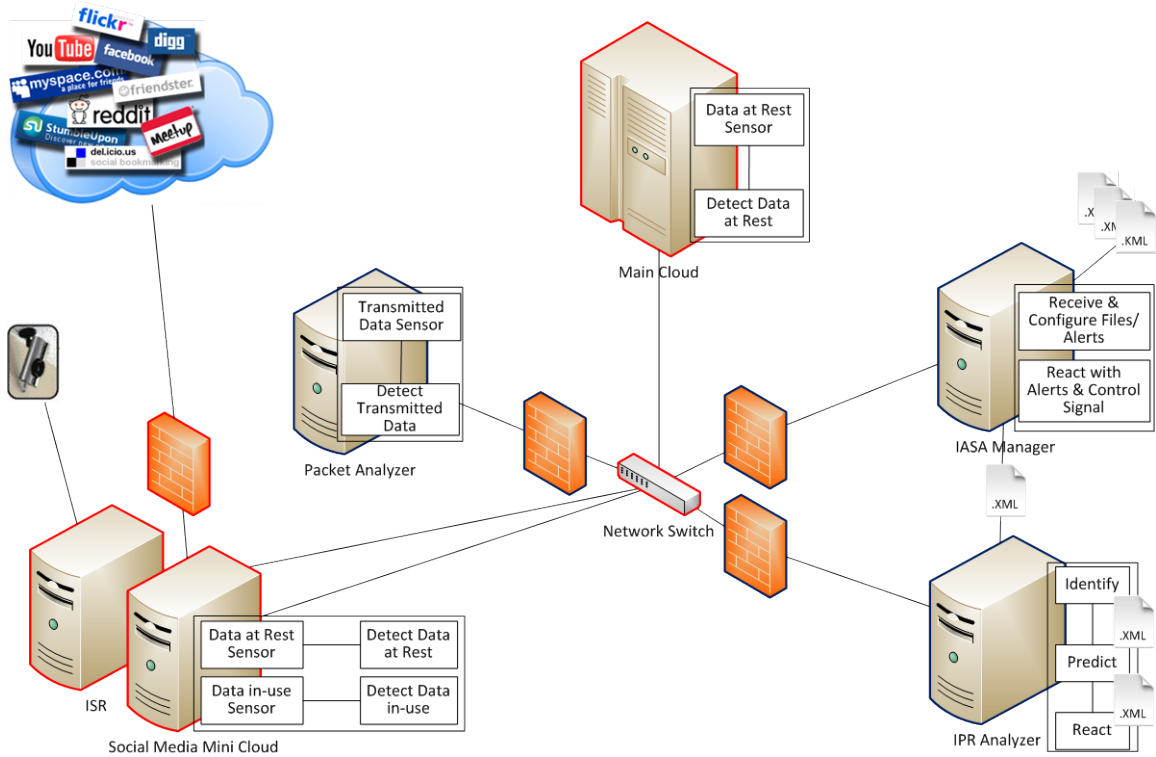 flickr
digg
You Tube
facebook
myspace.com
a place for friends
friendster.
reddit
Meetup
StumbleUpon
del.icio.us
social bookmarking
Data at Rest
Sensor
Detect Data
at Rest
Main Cloud
.XML
Receive &
Configure Files/
Alerts
React with
Alerts & Control
Signal
IASA Manager
.XML
Transmitted
Data Sensor
Detect
Transmitted
Data
Packet Analyzer
Network Switch
Identify
.XML
Predict
.XML
React
IPR Analyzer
Data at Rest
Sensor
Detect Data
at Rest
Data in-use
Sensor
Detect Data
in-use
ISR
Social Media Mini Cloud